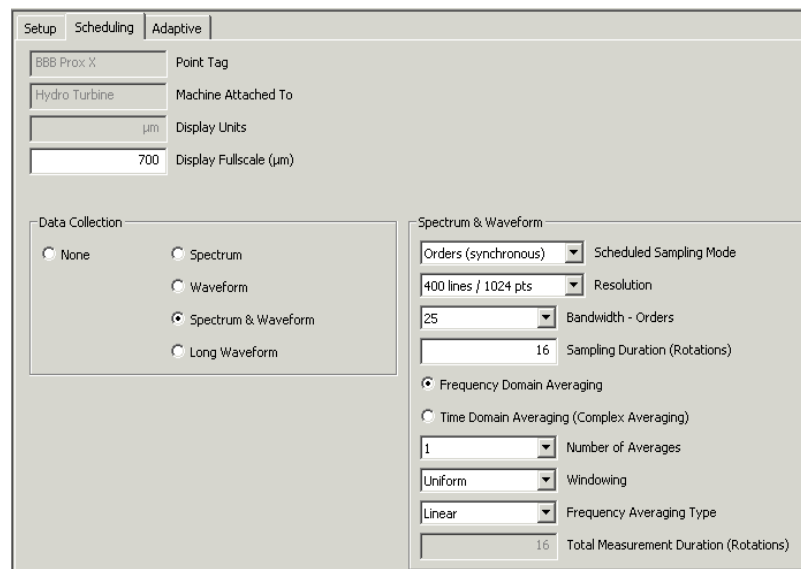 Setup Scheduling Adaptive
BBB Prox X Point Tag
Hydro Turbine Machine Attached To
µm Display Units
700 Display Fullscale (µm)
Data Collection
None
Spectrum
Waveform
Spectrum & Waveform
Long Waveform
Spectrum & Waveform
Orders (synchronous) Scheduled Sampling Mode
400 lines / 1024 pts Resolution
25 Bandwidth - Orders
16 Sampling Duration (Rotations)
Frequency Domain Averaging
Time Domain Averaging (Complex Averaging)
1 Number of Averages
Uniform Windowing
Linear Frequency Averaging Type
16 Total Measurement Duration (Rotations)